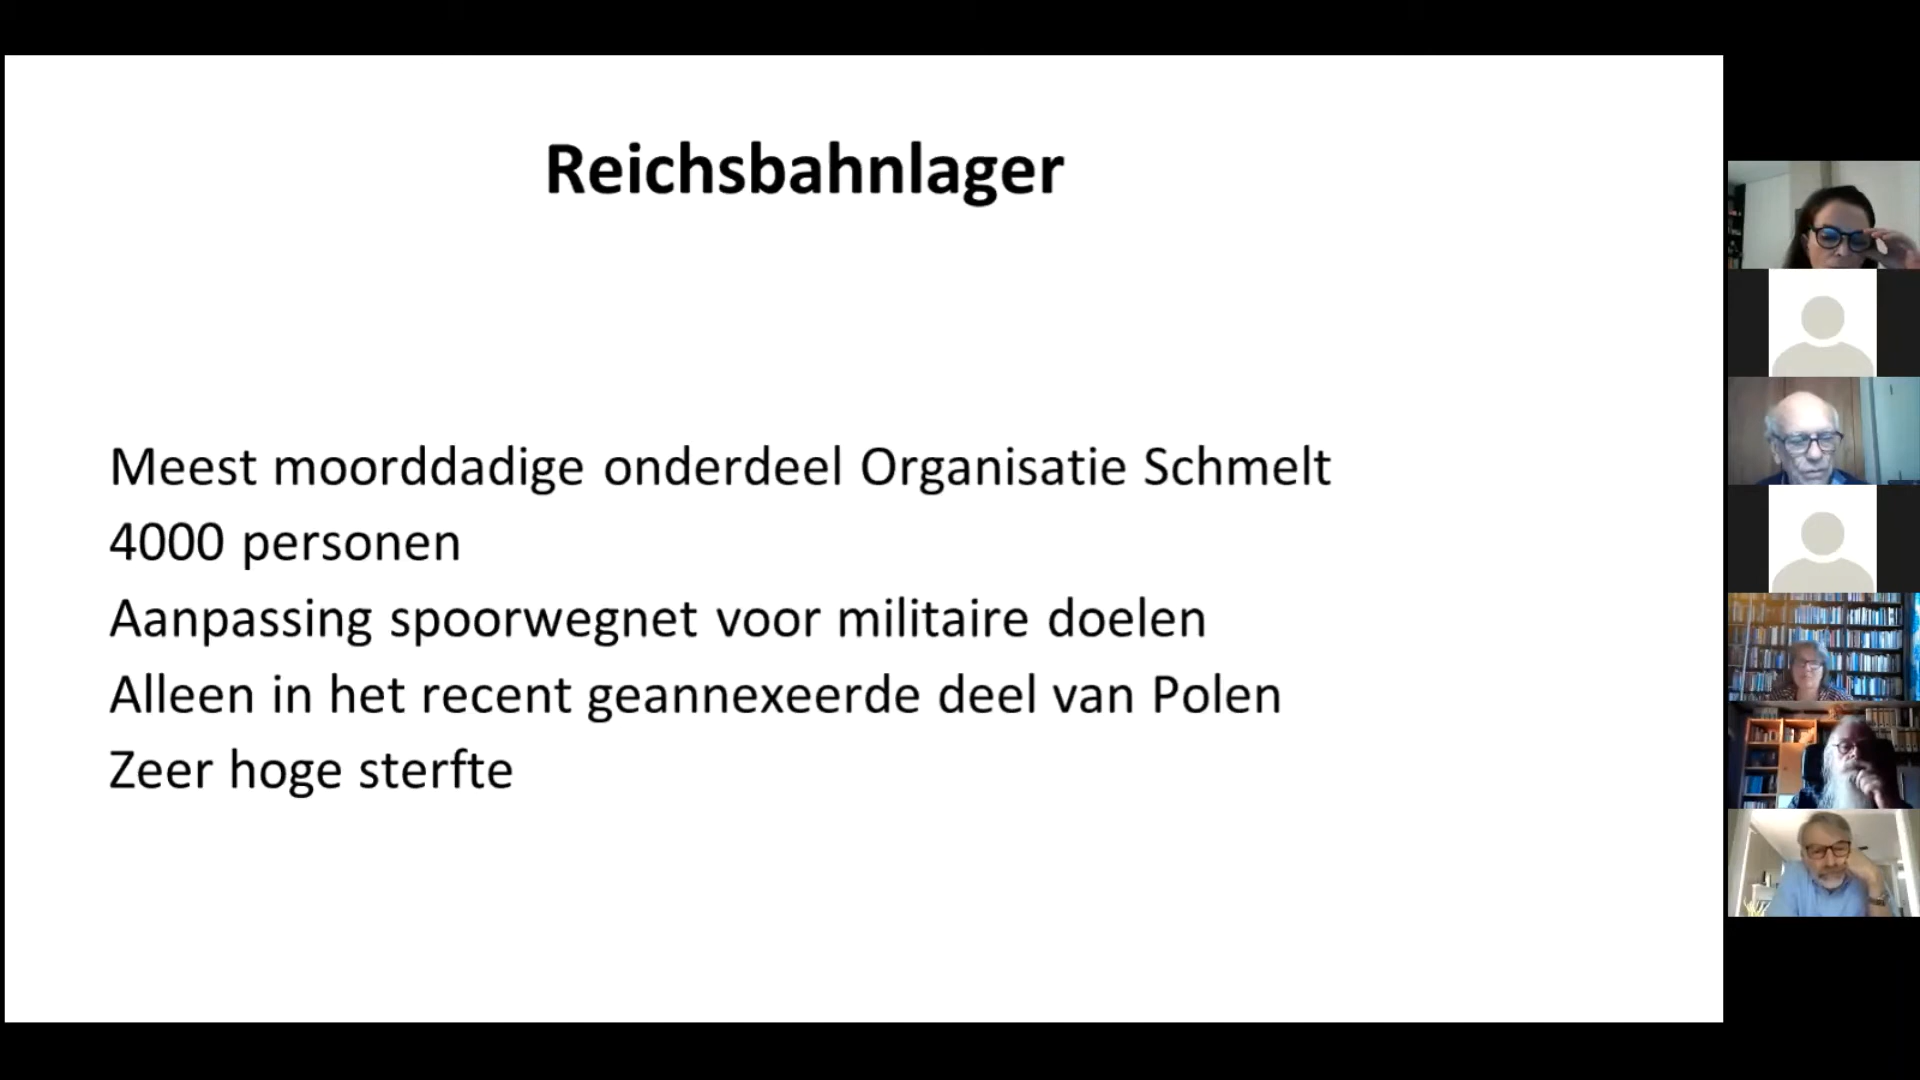 Reichsbahnlager
Meest moorddadige onderdeel Organisatie Schmelt
4000 personen
Aanpassing spoorwegnet voor militaire doelen
Alleen in het recent geannexeerde deel van Polen
Zeer hoge sterfte